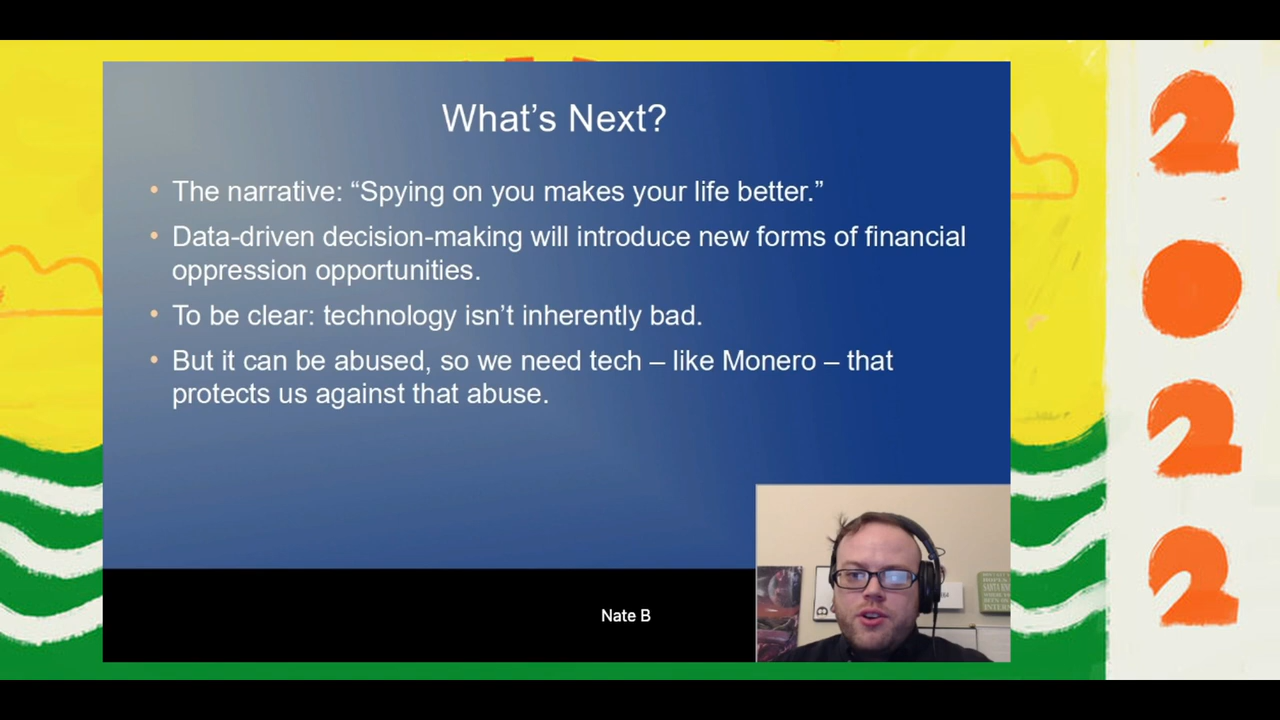 What's Next?
• The narrative: “Spying on you makes your life better.”
• Data-driven decision-making will introduce new forms of financial
oppression opportunities.
• To be clear: technology isn’t inherently bad.
• But it can be abused, so we need tech – like Monero – that
protects us against that abuse.
Nate B
2
0
2
2